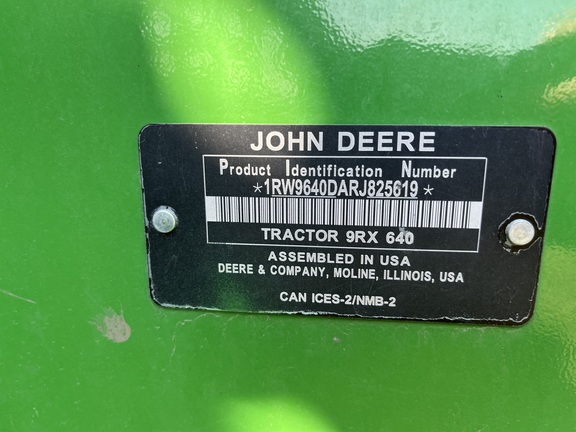 JOHN DEERE
Product Identification Number
*1RW9640DARJ825619*
TRACTOR 9RX 640
ASSEMBLED IN USA
DEERE & COMPANY, MOLINE, ILLINOIS, USA
CAN ICES-2/NMB-2